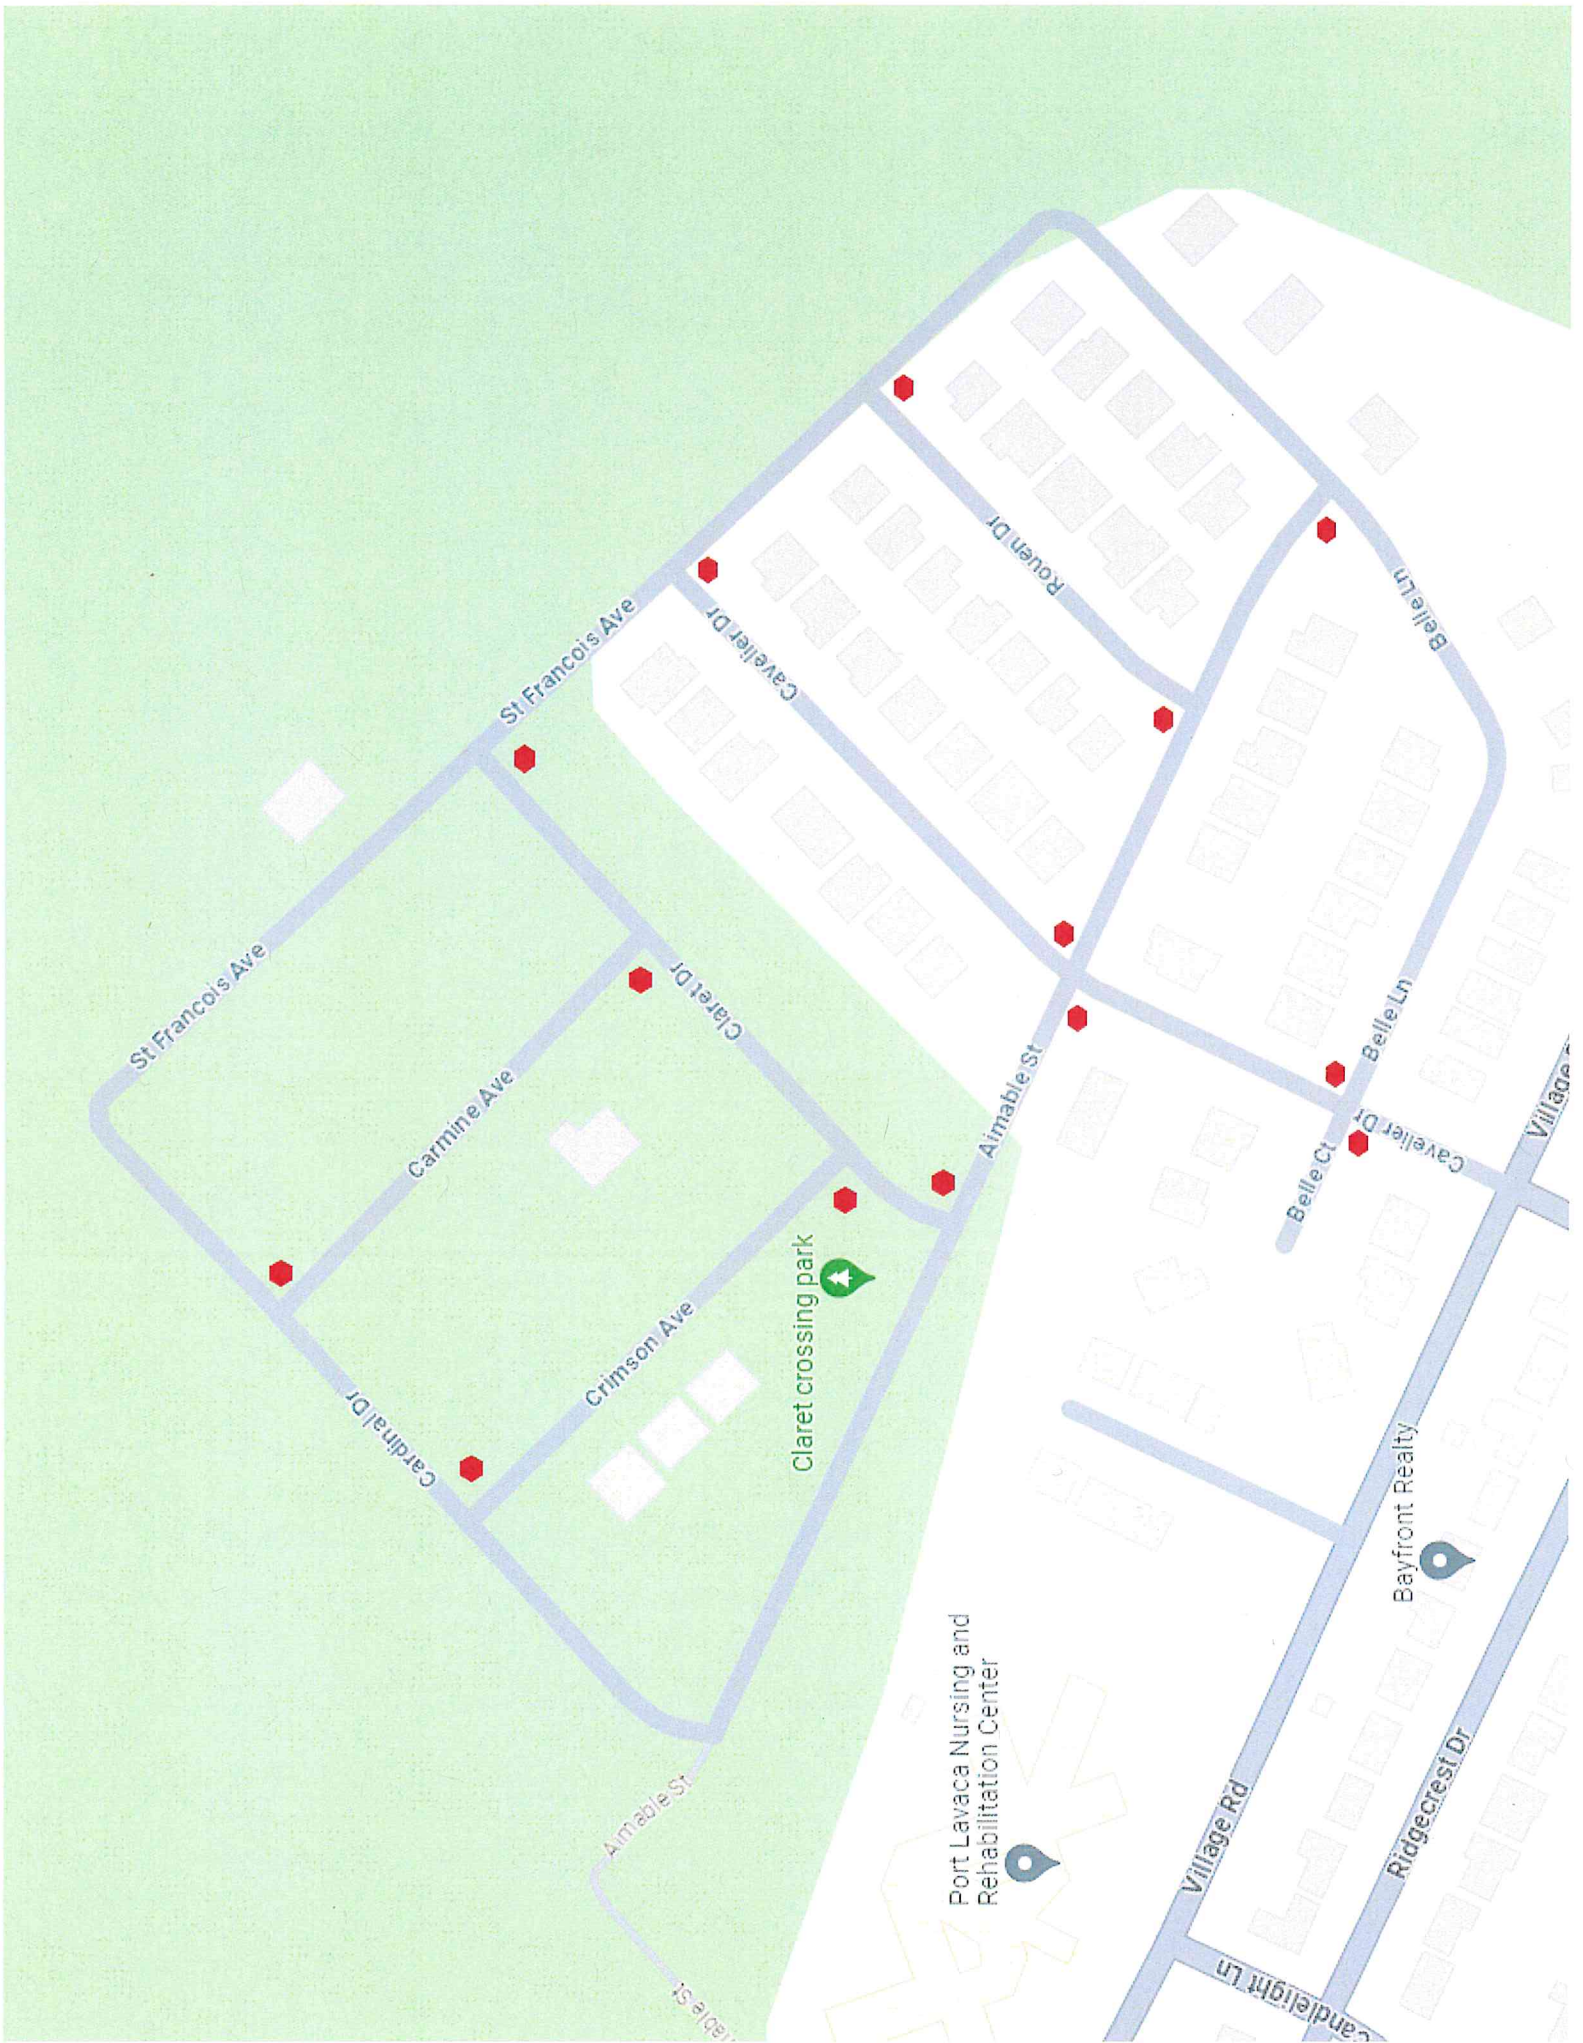 St Francois Ave
St Francois Ave
Carmine Ave
Claret Dr
Cavelier Dr
Rouen Dr
Belle Ln
Cardinal Dr
Crimson Ave
Claret crossing park
Aimable St
Belle Ln
Cavelier Dr
Belle Ct
Aimable St
Port Lavaca Nursing and
Rehabilitation Center
Bayfront Realty
Village Rd
Ridgecrest Dr
Candlelight Ln
Village